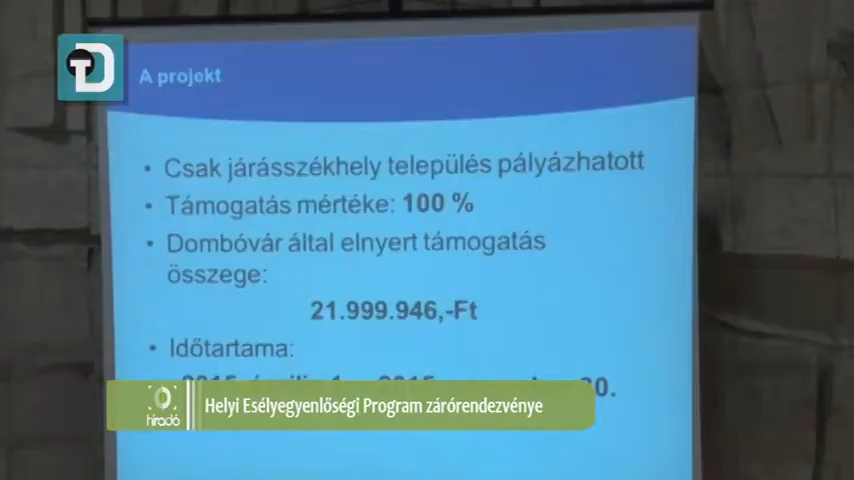 TD
A projekt
• Csak járásszékhely település pályázhatott
• Támogatás mértéke: 100 %
• Dombóvár által elnyert támogatás
összege:
21.999.946,-Ft
• Időtartama:
30.
híradó
Helyi Esélyegyenlőségi Program zárórendezvénye